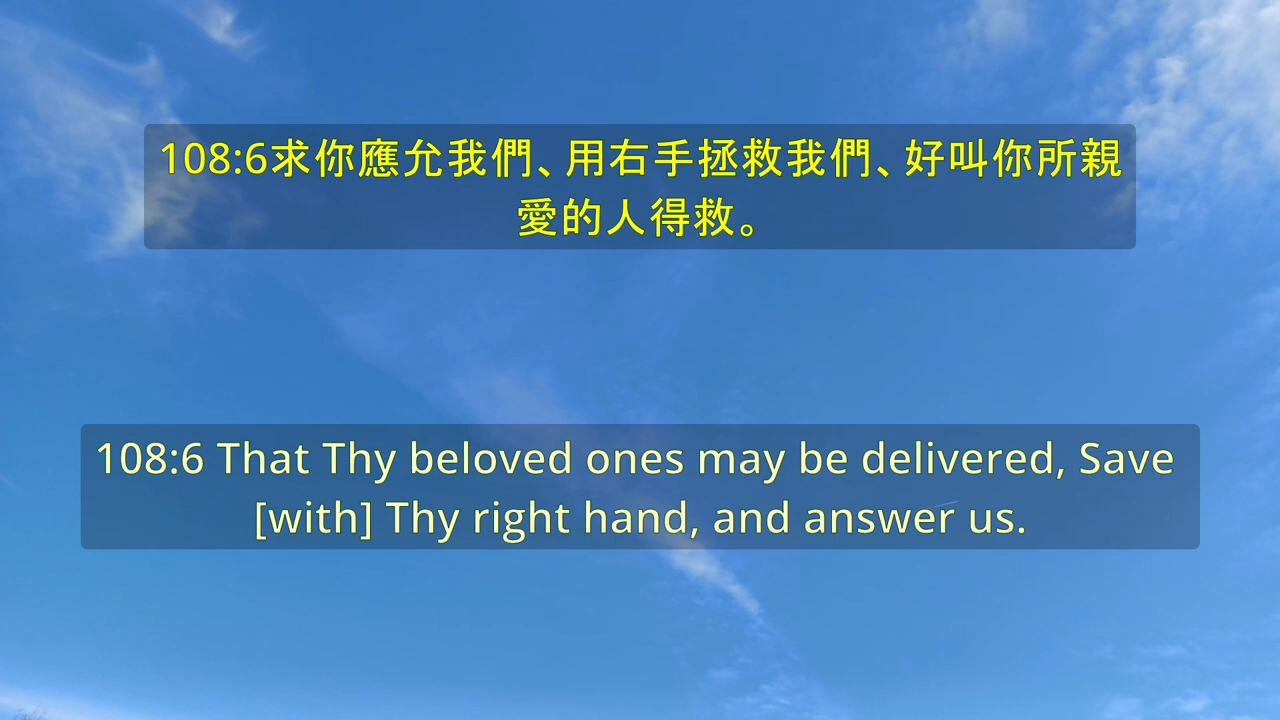 108:6求你應允我們、用右手拯救我們、好叫你所親
愛的人得救。
108:6 That Thy beloved ones may be delivered, Save
[with] Thy right hand, and answer us.